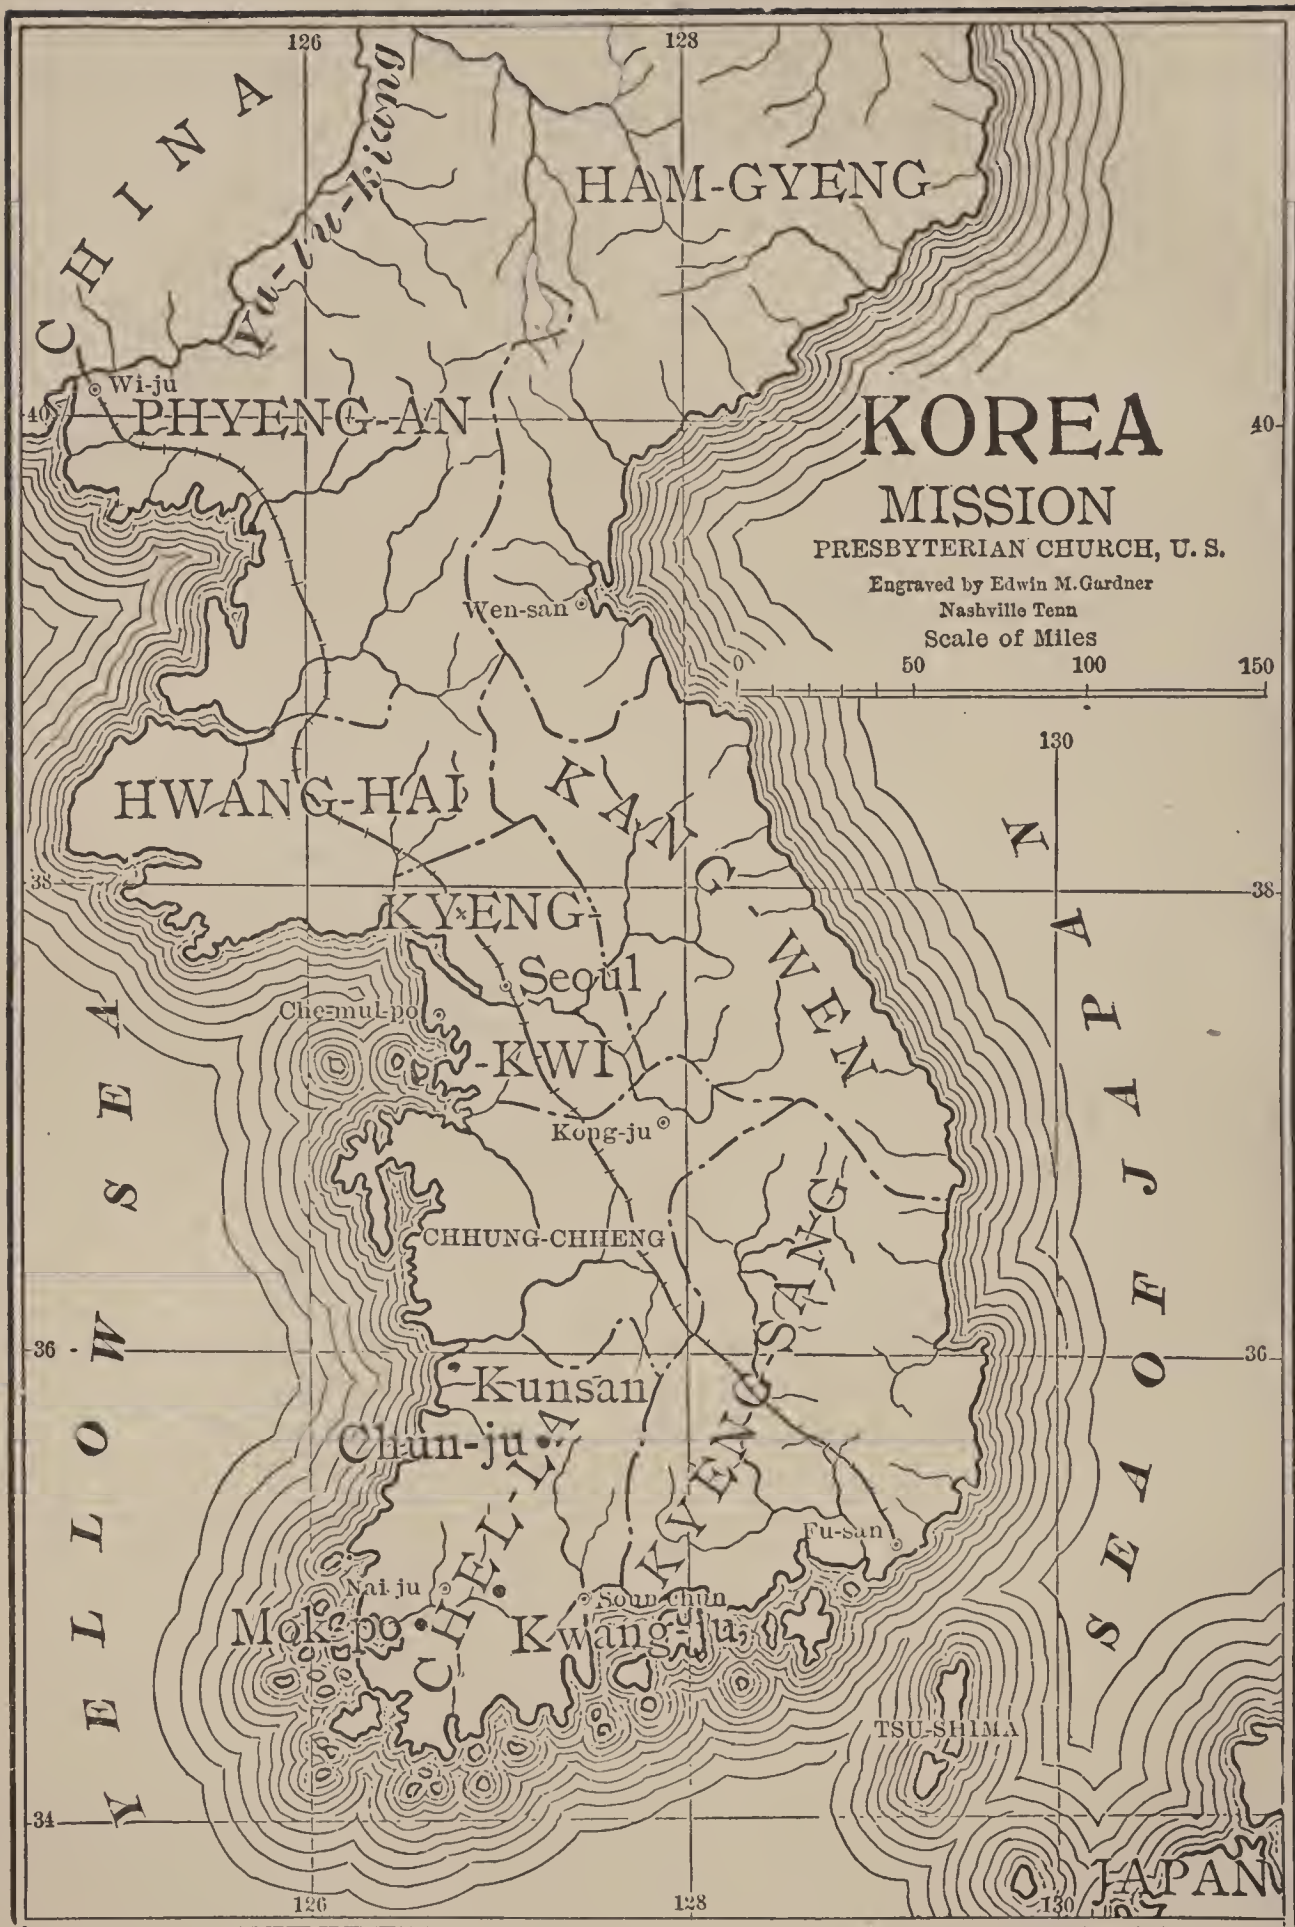 126
128
CHINA
Ya-lu-kiang
HAM-GYENG
Wi-ju
40
PHYENG-AN
KOREA
40
MISSION
PRESBYTERIAN CHURCH, U. S.
Engraved by Edwin M. Gardner
Nashville Tenn
Scale of Miles
0 50 100 150
Wen-san
130
HWANG-HAI
KANG WEN
38
38
KYENG-
Seoul
Che-mul-po
-KWI
Kong-ju
CHHUNG-CHHENG
YELLOW SEA
SEA OF JAPAN
36
36
Kunsan
KYENG-SANG
Chun-ju
CHEL-LA
Fu-san
Nai-ju
Soun-chun
Mok-po
Kwang-ju
TSU-SHIMA
34
JAPAN
126
128
130